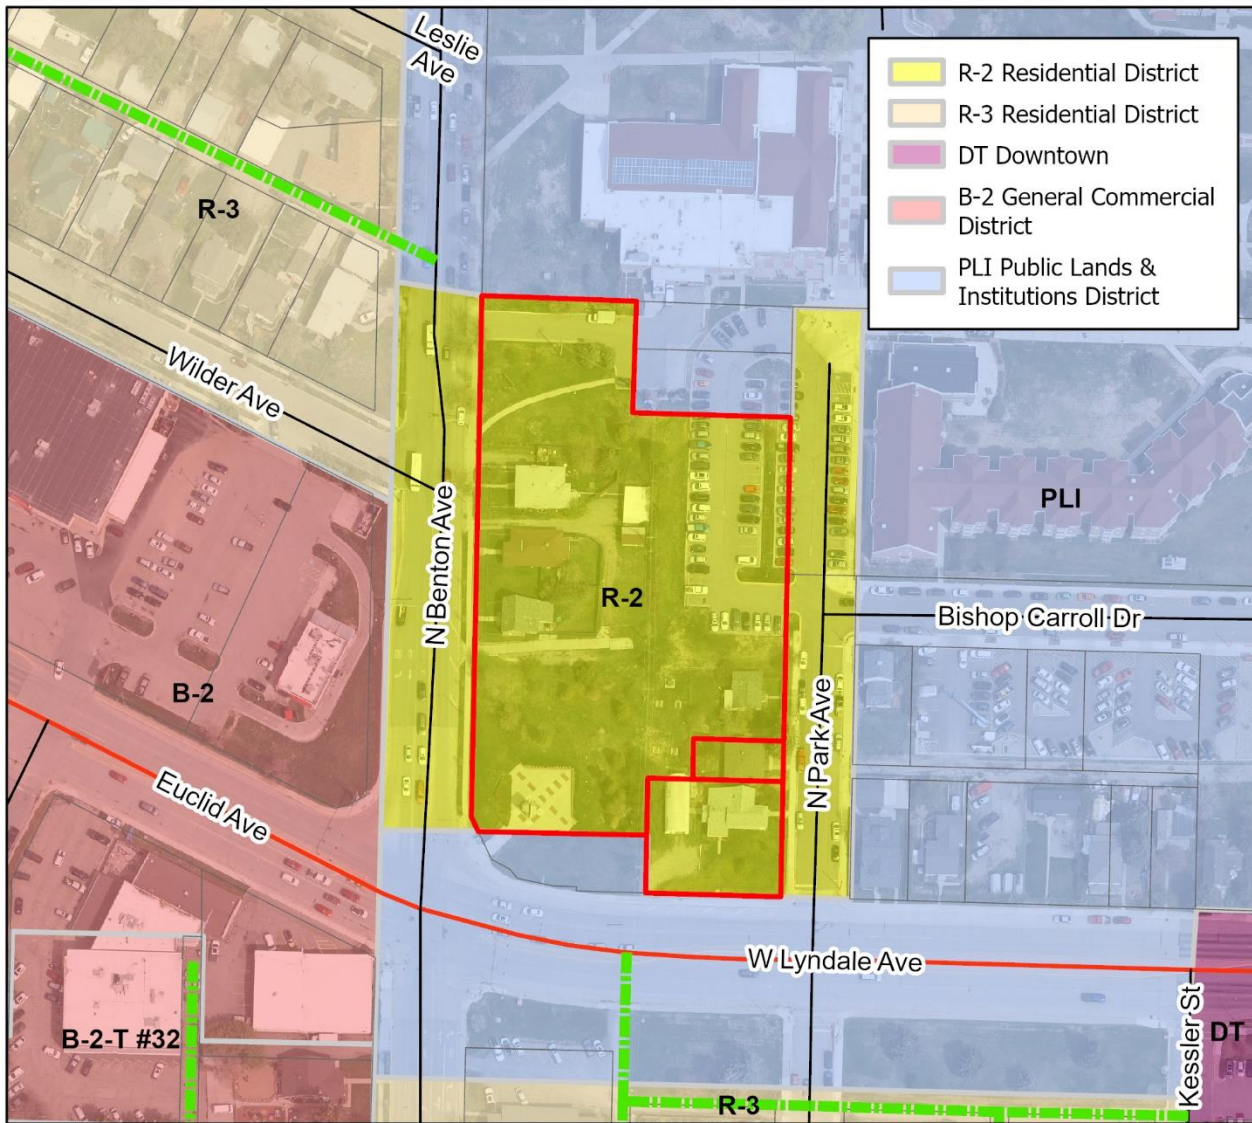 Leslie
Ave
R-2 Residential District
R-3 Residential District
DT Downtown
B-2 General Commercial
District
PLI Public Lands &
Institutions District
R-3
Wilder Ave
N Benton Ave
PLI
R-2
Bishop Carroll Dr
B-2
N Park Ave
Euclid Ave
W Lyndale Ave
B-2-T #32
Kessler St
DT
R-3